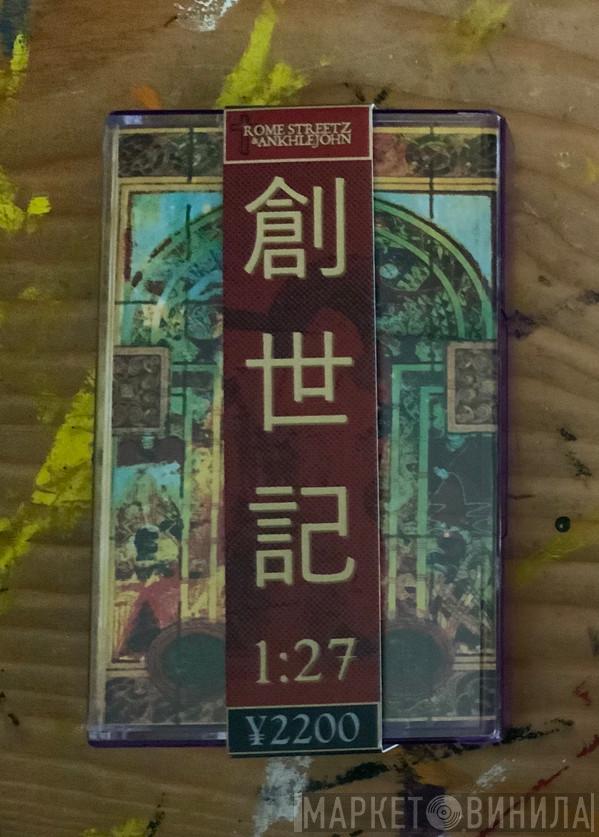 ROME STREETZ
& ANKHLEJOHN
創
世
記
1:27
¥2200
МАРКЕТ ВИНИЛА